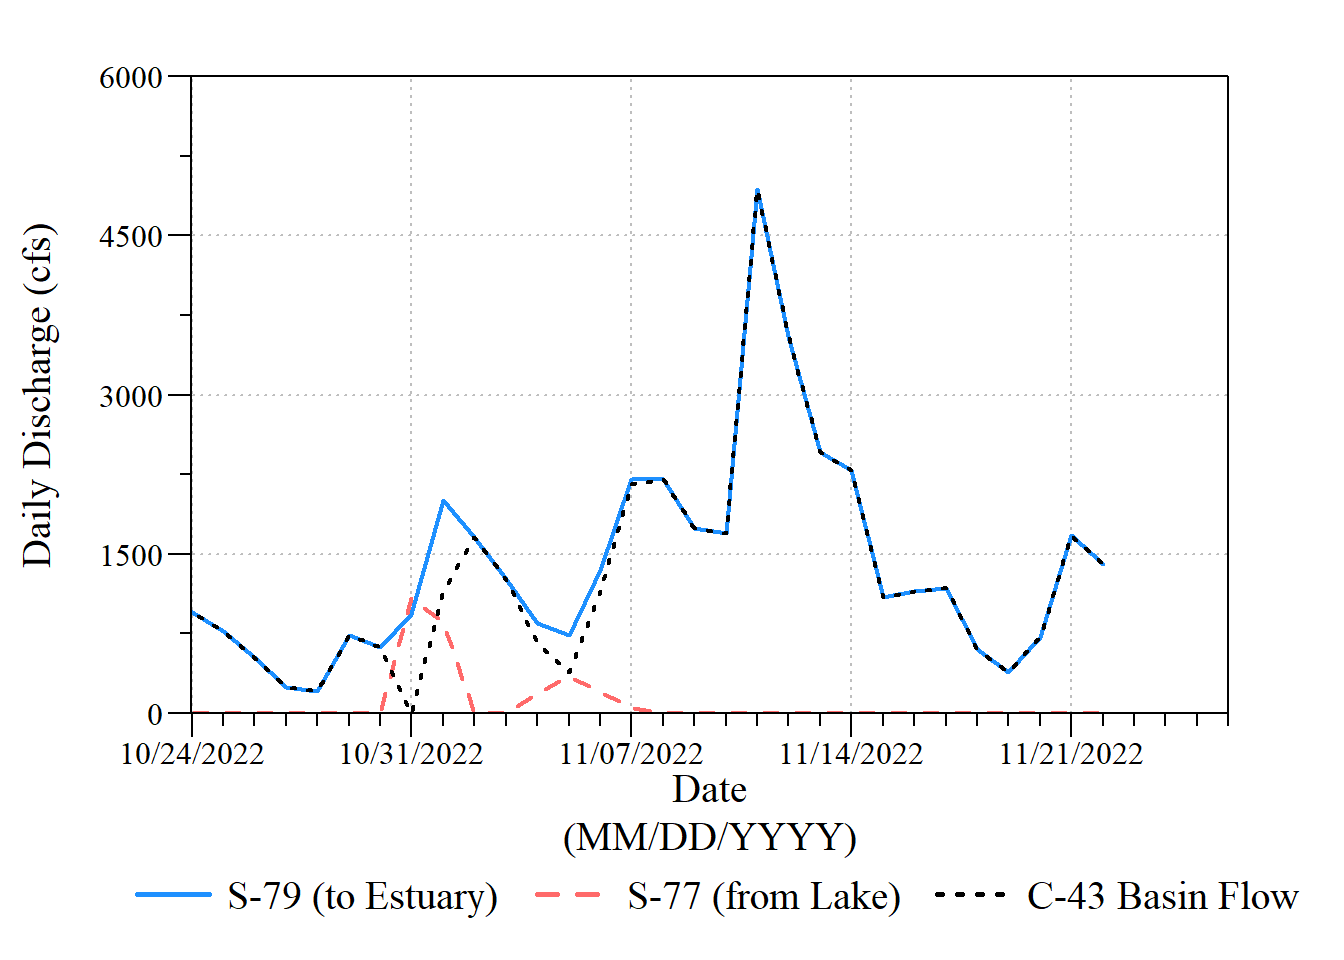 6000
4500
3000
1500
0
Daily Discharge (cfs)
10/24/2022 10/31/2022 11/07/2022 11/14/2022 11/21/2022
Date
(MM/DD/YYYY)
S-79 (to Estuary) S-77 (from Lake) C-43 Basin Flow